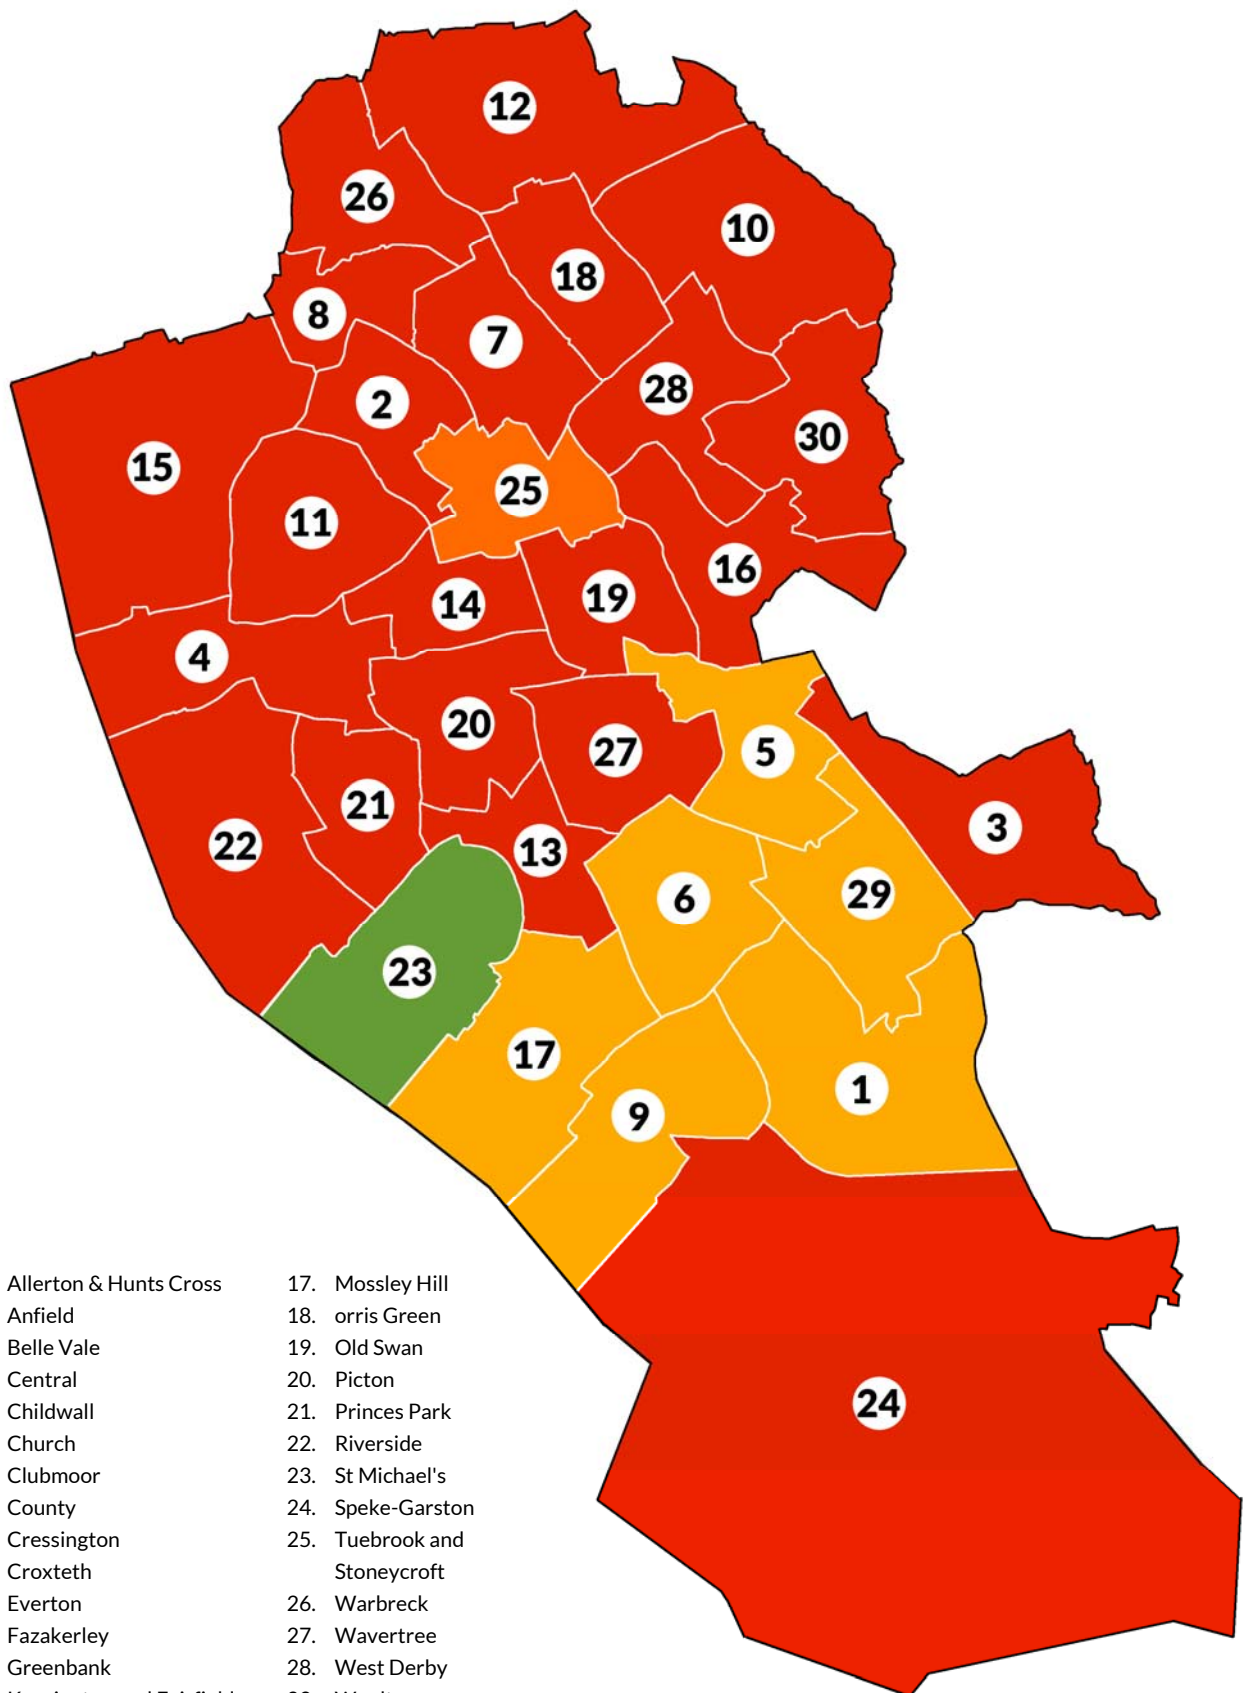 12
26
10
18
8
7
28
2
30
15
25
11
16
19
14
4
20
27
5
21
3
22
13
6
29
23
17
1
9
24
Allerton & Hunts Cross
Anfield
Belle Vale
Central
Childwall
Church
Clubmoor
County
Cressington
Croxteth
Everton
Fazakerley
Greenbank
17. Mossley Hill
18. orris Green
19. Old Swan
20. Picton
21. Princes Park
22. Riverside
23. St Michael's
24. Speke-Garston
25. Tuebrook and
Stoneycroft
26. Warbreck
27. Wavertree
28. West Derby